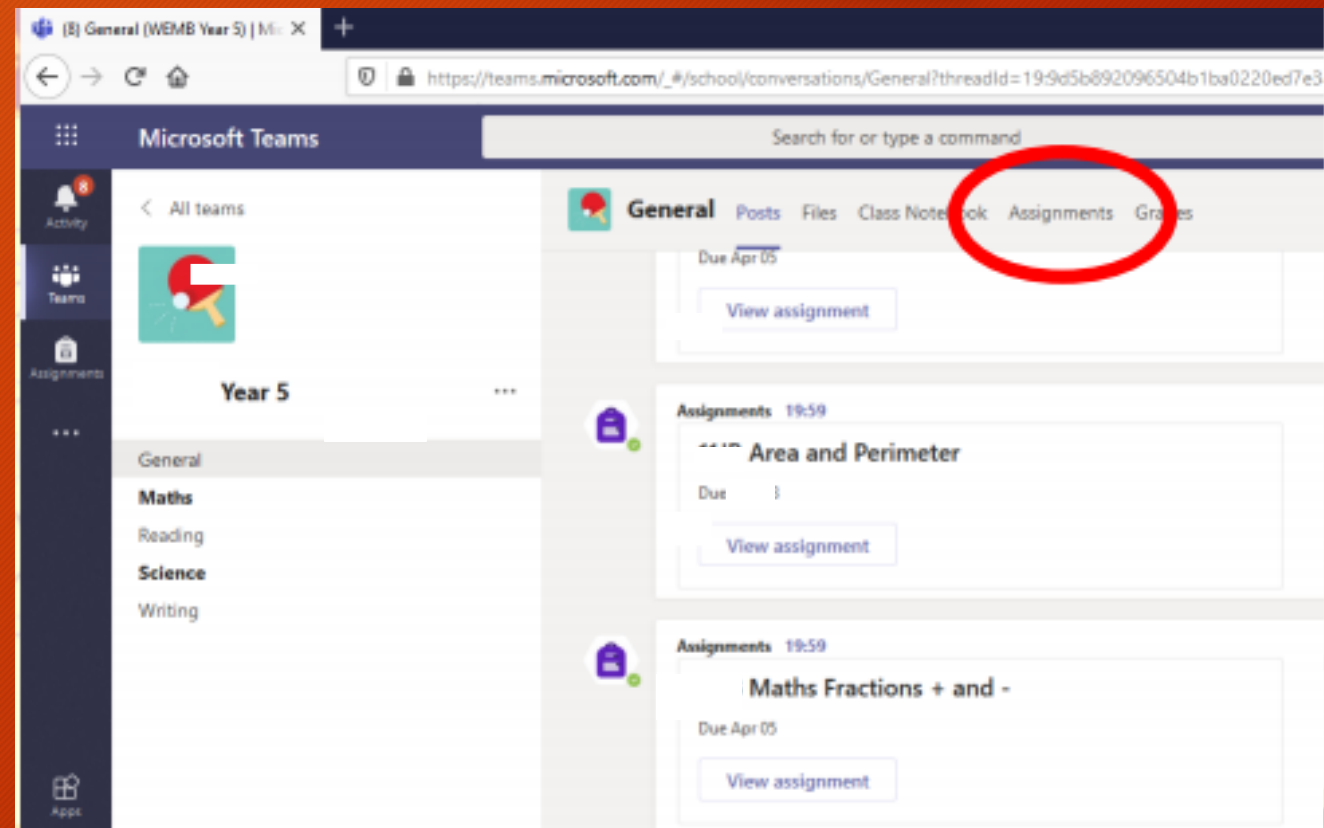 (8) General (WEMB Year 5) | Mi
https://teams.microsoft.com/_#/school/conversations/General?threadId=19:9d5b892096504b1ba0220ed7e3
Microsoft Teams
Search for or type a command
8
Activity
Teams
Assignments
Apps
< All teams
Year 5
General
Maths
Reading
Science
Writing
General Posts Files Class Notebook Assignments Grades
Due Apr 05
View assignment
Assignments 19:59
Area and Perimeter
Due
View assignment
Assignments 19:59
Maths Fractions + and -
Due Apr 05
View assignment